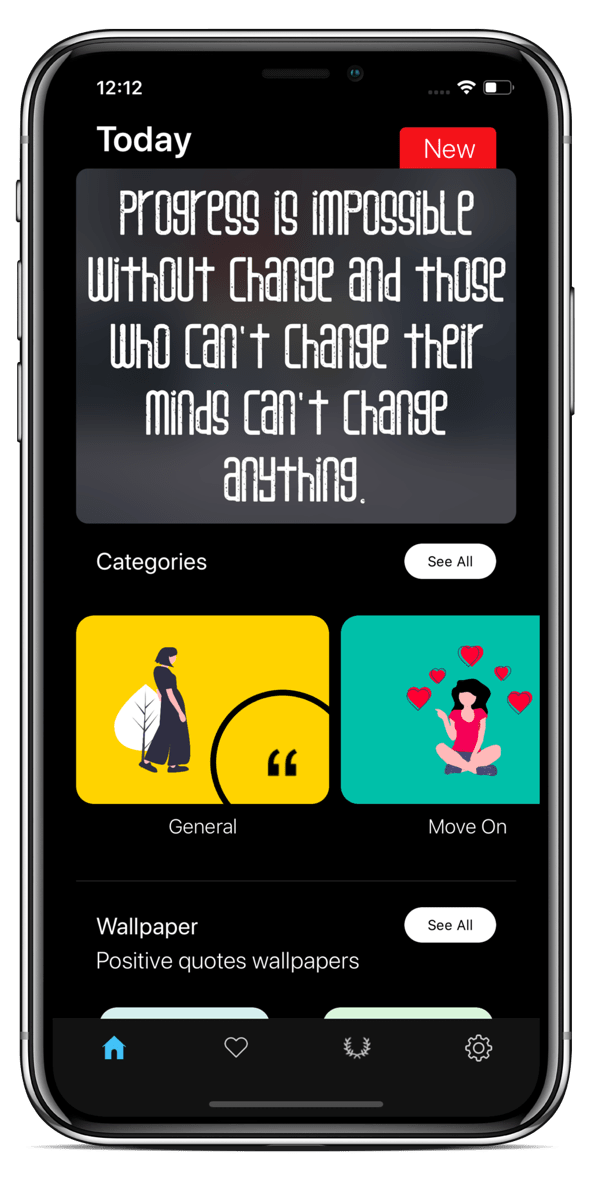 12:12
Today
New
Progress is impossible
without change and those
who can't change their
minds can't change
anything.
Categories
See All
“
General
Move On
Wallpaper
See All
Positive quotes wallpapers